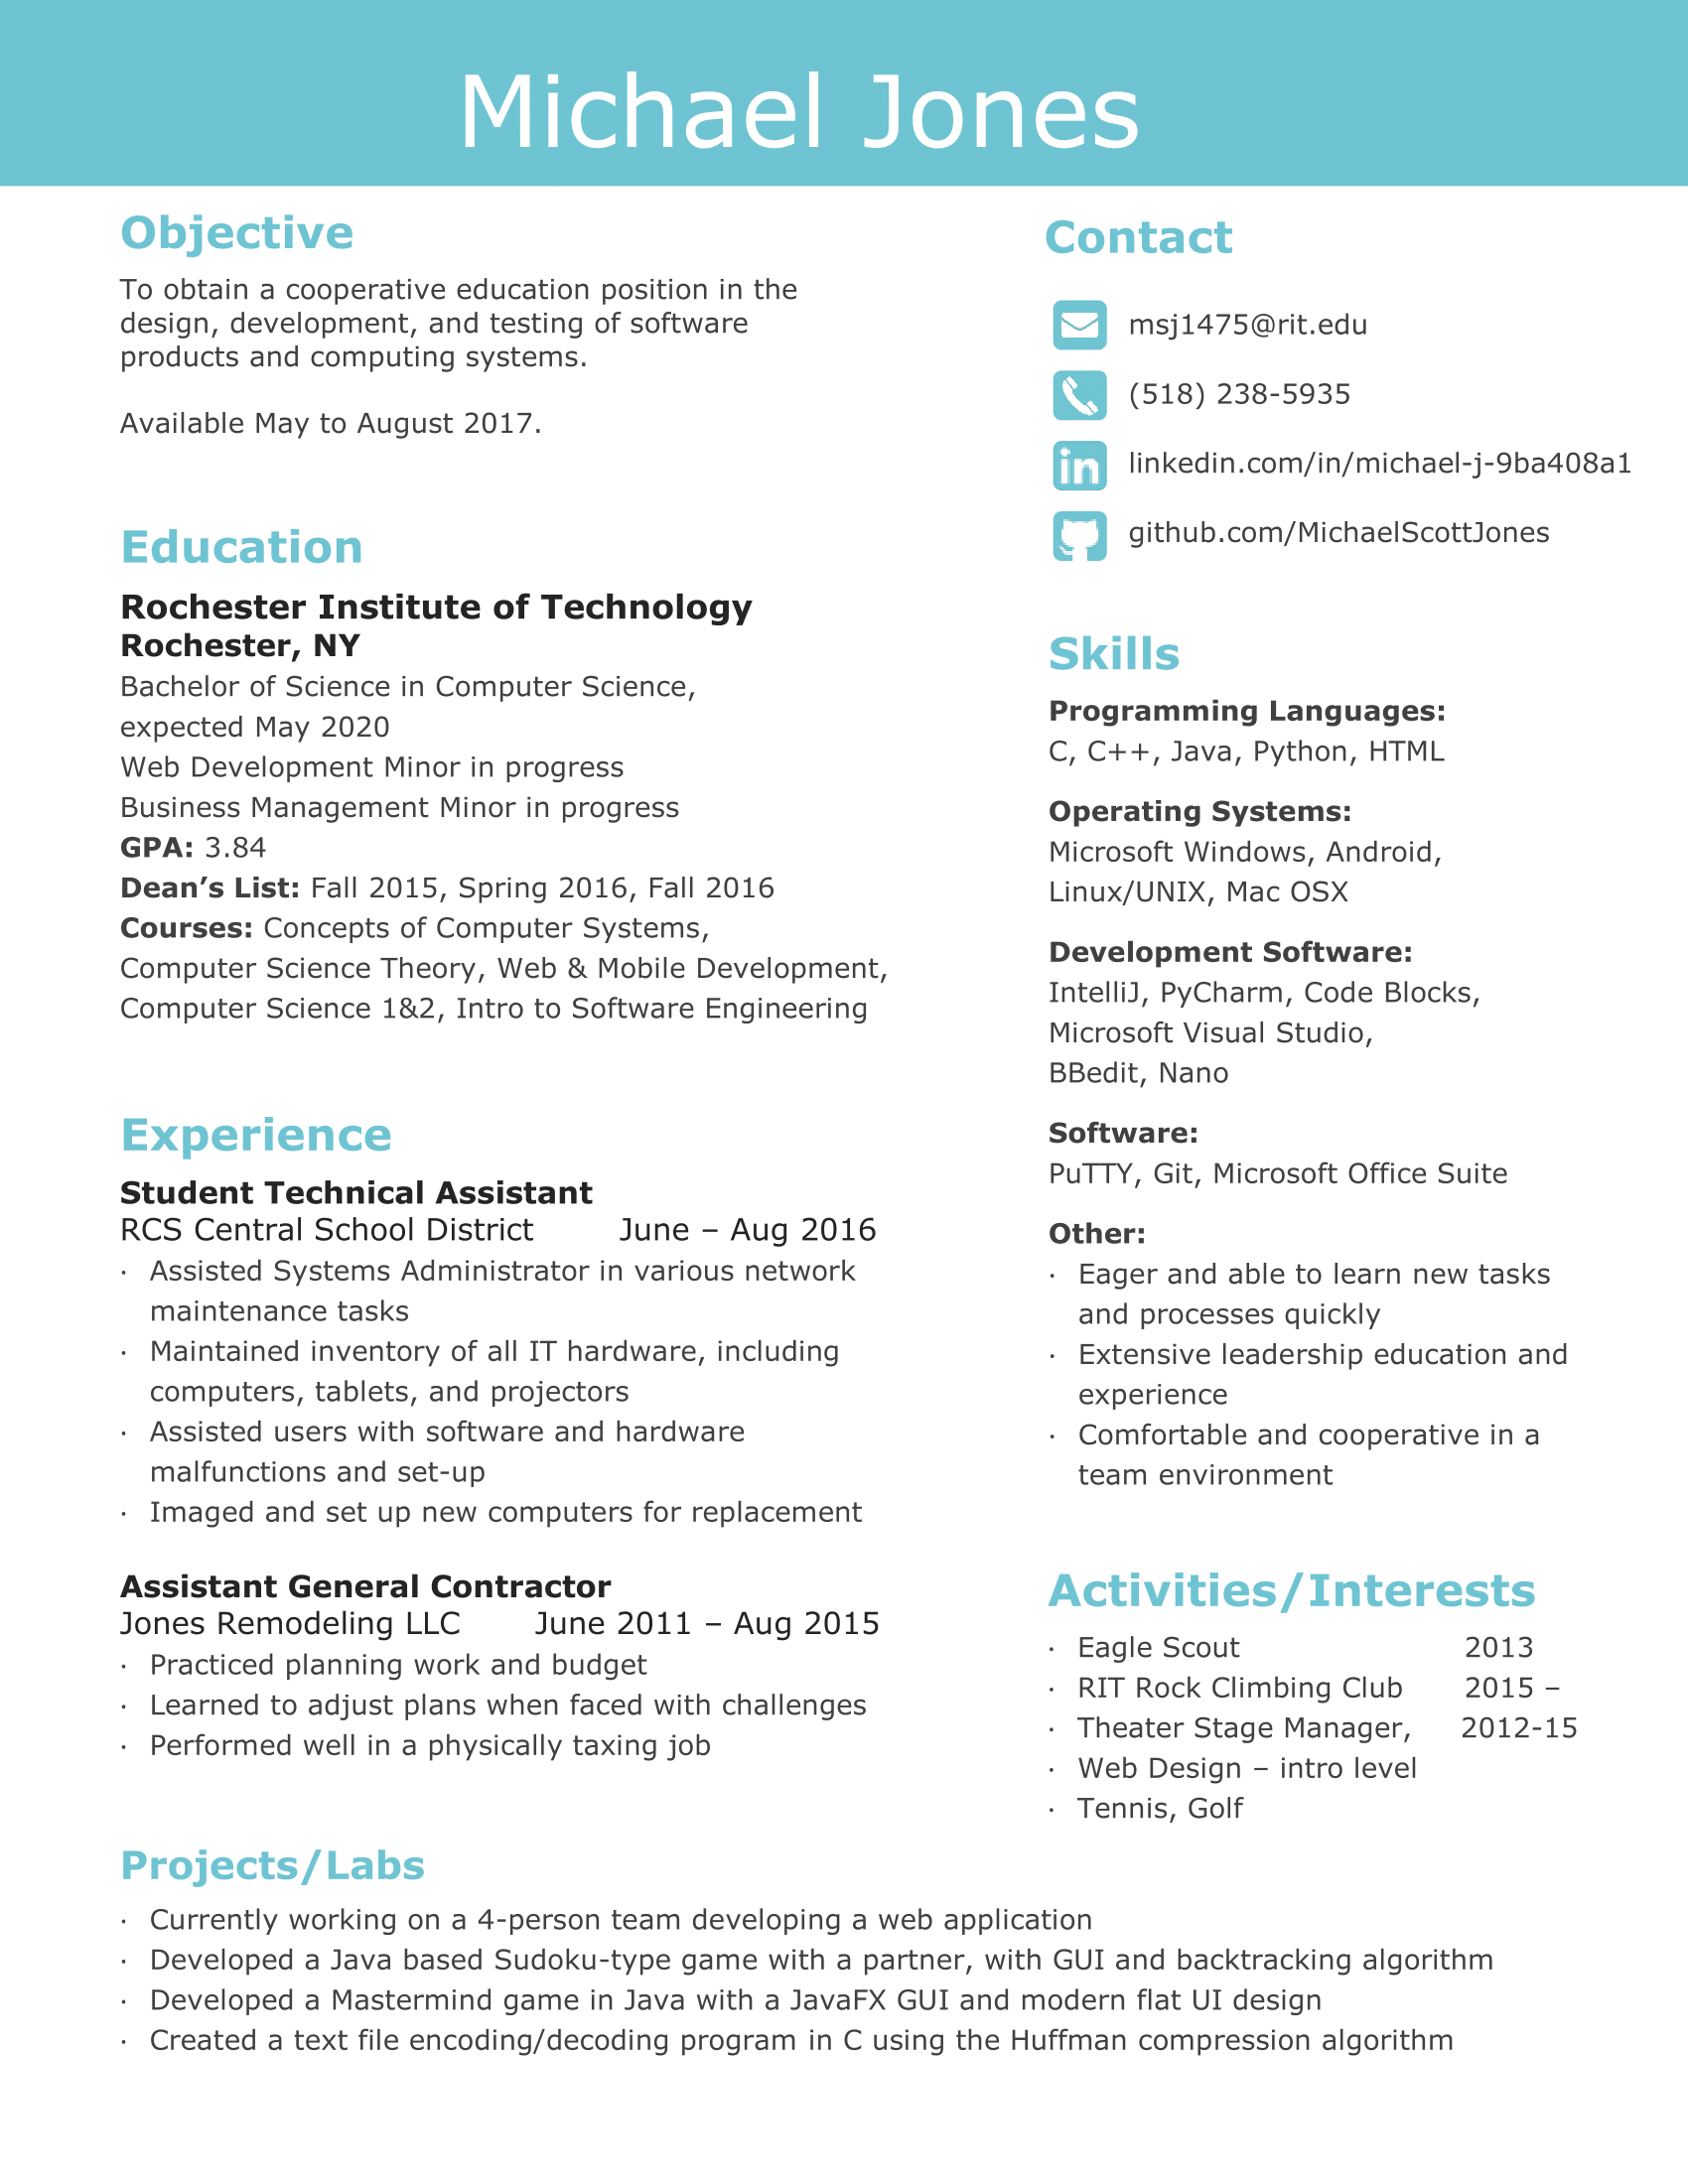 Michael Jones
Objective
To obtain a cooperative education position in the
design, development, and testing of software
products and computing systems.
Available May to August 2017.
Education
Rochester Institute of Technology
Rochester, NY
Bachelor of Science in Computer Science,
expected May 2020
Web Development Minor in progress
Business Management Minor in progress
GPA: 3.84
Dean’s List: Fall 2015, Spring 2016, Fall 2016
Courses: Concepts of Computer Systems,
Computer Science Theory, Web & Mobile Development,
Computer Science 1&2, Intro to Software Engineering
Experience
Student Technical Assistant
RCS Central School District June – Aug 2016
· Assisted Systems Administrator in various network
maintenance tasks
· Maintained inventory of all IT hardware, including
computers, tablets, and projectors
· Assisted users with software and hardware
malfunctions and set-up
· Imaged and set up new computers for replacement
Assistant General Contractor
Jones Remodeling LLC June 2011 – Aug 2015
· Practiced planning work and budget
· Learned to adjust plans when faced with challenges
· Performed well in a physically taxing job
Contact
msj1475@rit.edu
(518) 238-5935
in linkedin.com/in/michael-j-9ba408a1
github.com/MichaelScottJones
Skills
Programming Languages:
C, C++, Java, Python, HTML
Operating Systems:
Microsoft Windows, Android,
Linux/UNIX, Mac OSX
Development Software:
IntelliJ, PyCharm, Code Blocks,
Microsoft Visual Studio,
BBedit, Nano
Software:
PuTTY, Git, Microsoft Office Suite
Other:
· Eager and able to learn new tasks
and processes quickly
· Extensive leadership education and
experience
· Comfortable and cooperative in a
team environment
Activities/Interests
· Eagle Scout 2013
· RIT Rock Climbing Club 2015 –
· Theater Stage Manager, 2012-15
· Web Design – intro level
· Tennis, Golf
Projects/Labs
· Currently working on a 4-person team developing a web application
· Developed a Java based Sudoku-type game with a partner, with GUI and backtracking algorithm
· Developed a Mastermind game in Java with a JavaFX GUI and modern flat UI design
· Created a text file encoding/decoding program in C using the Huffman compression algorithm